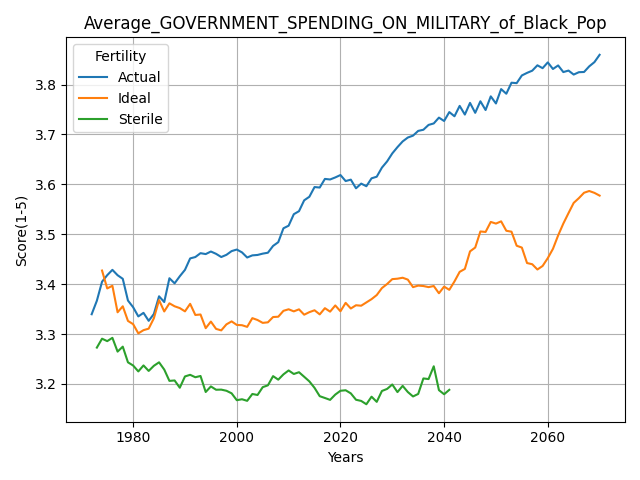 Average_GOVERNMENT_SPENDING_ON_MILITARY_of_Black_Pop
Fertility
Actual
Ideal
Sterile
Score(1-5)
3.8
3.7
3.6
3.5
3.4
3.3
3.2
1980
2000
2020
2040
2060
Years